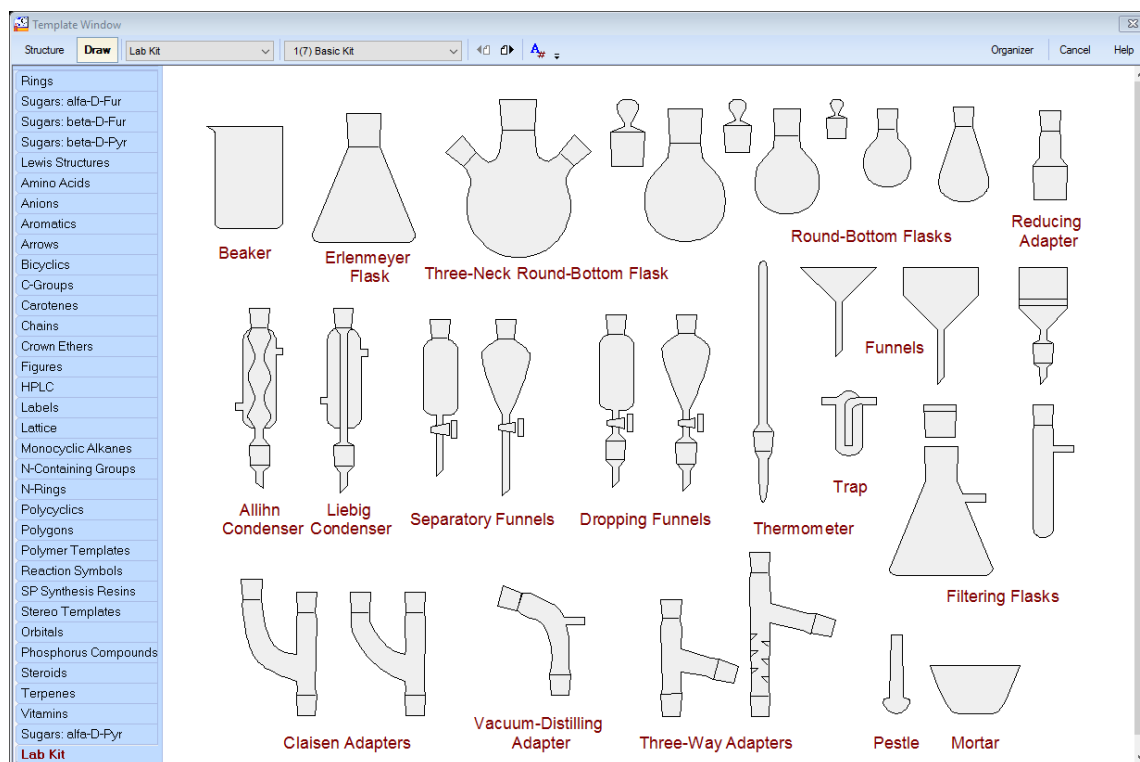 Template Window
Structure Draw Lab Kit 1(7) Basic Kit A# Organizer Cancel Help
Rings
Sugars: alfa-D-Fur
Sugars: beta-D-Fur
Sugars: beta-D-Pyr
Lewis Structures
Amino Acids
Anions
Aromatics
Arrows
Bicyclics
C-Groups
Carotenes
Chains
Crown Ethers
Figures
HPLC
Labels
Lattice
Monocyclic Alkanes
N-Containing Groups
N-Rings
Polycyclics
Polygons
Polymer Templates
Reaction Symbols
SP Synthesis Resins
Stereo Templates
Orbitals
Phosphorus Compounds
Steroids
Terpenes
Vitamins
Sugars: alfa-D-Pyr
Lab Kit
Beaker
Erlenmeyer
Flask
Three-Neck Round-Bottom Flask
Round-Bottom Flasks
Reducing
Adapter
Funnels
Allihn
Condenser
Liebig
Condenser
Separatory Funnels
Dropping Funnels
Thermometer
Trap
Filtering Flasks
Claisen Adapters
Vacuum-Distilling
Adapter
Three-Way Adapters
Pestle
Mortar